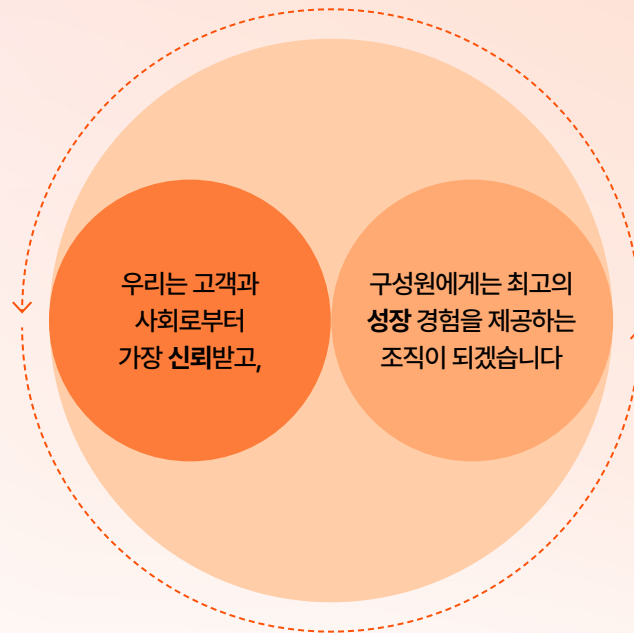 우리는 고객과
사회로부터
가장 신뢰받고,
구성원에게는 최고의
성장 경험을 제공하는
조직이 되겠습니다